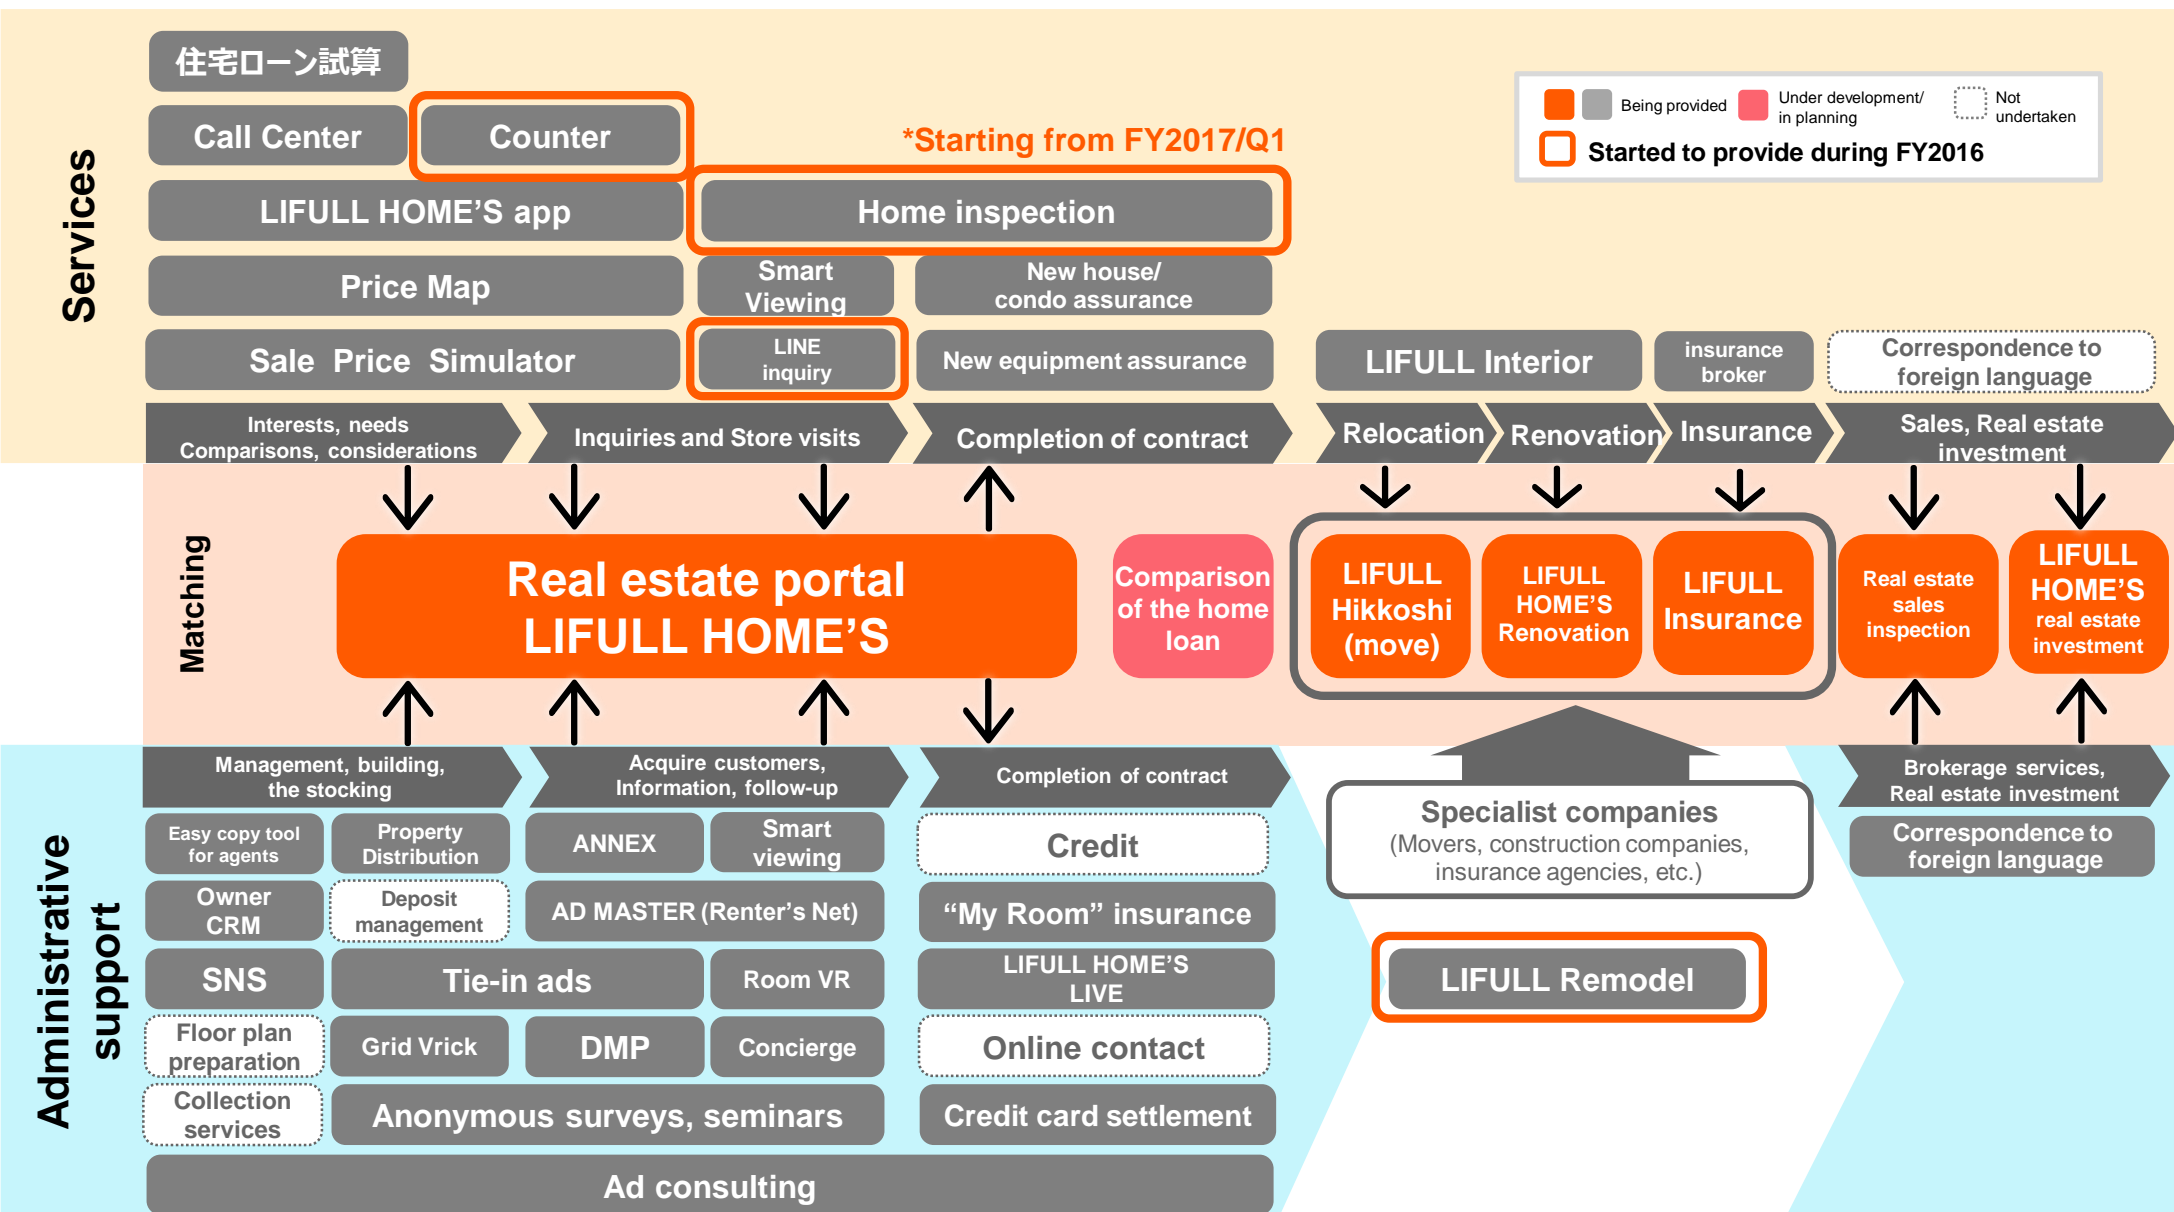 Services
住宅ローン試算
Call Center
Counter
*Starting from FY2017/Q1
LIFULL HOME’S app
Home inspection
Price Map
Smart
Viewing
New house/
condo assurance
Sale Price Simulator
LINE
inquiry
New equipment assurance
LIFULL Interior
insurance
broker
Correspondence to
foreign language
Being provided
Under development/
in planning
Not
undertaken
Started to provide during FY2016
Interests, needs
Comparisons, considerations
Inquiries and Store visits
Completion of contract
Relocation
Renovation
Insurance
Sales, Real estate
investment
Matching
Real estate portal
LIFULL HOME’S
Comparison
of the home
loan
LIFULL
Hikkoshi
(move)
LIFULL
HOME’S
Renovation
LIFULL
Insurance
Real estate
sales
inspection
LIFULL
HOME’S
real estate
investment
Administrative
support
Management, building,
the stocking
Acquire customers,
Information, follow-up
Completion of contract
Brokerage services,
Real estate investment
Easy copy tool
for agents
Property
Distribution
ANNEX
Smart
viewing
Credit
Specialist companies
(Movers, construction companies,
insurance agencies, etc.)
Correspondence to
foreign language
Owner
CRM
Deposit
management
AD MASTER (Renter’s Net)
“My Room” insurance
SNS
Tie-in ads
Room VR
LIFULL HOME’S
LIVE
LIFULL Remodel
Floor plan
preparation
Grid Vrick
DMP
Concierge
Online contact
Collection
services
Anonymous surveys, seminars
Credit card settlement
Ad consulting